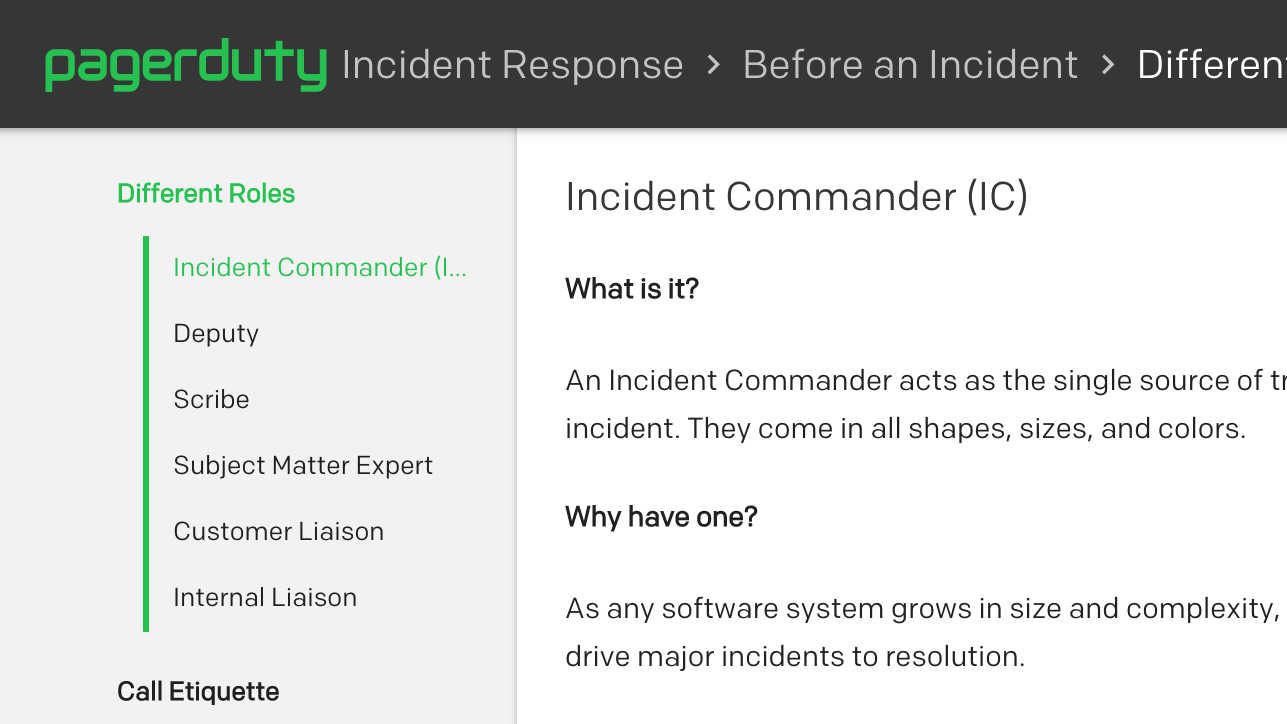 pagerduty Incident Response > Before an Incident >
Different Roles
Incident Commander (I...
Deputy
Scribe
Subject Matter Expert
Customer Liaison
Internal Liaison
Call Etiquette
Incident Commander (IC)
What is it?
An Incident Commander acts as the single source of
incident. They come in all shapes, sizes, and colors.
Why have one?
As any software system grows in size and complexity,
drive major incidents to resolution.